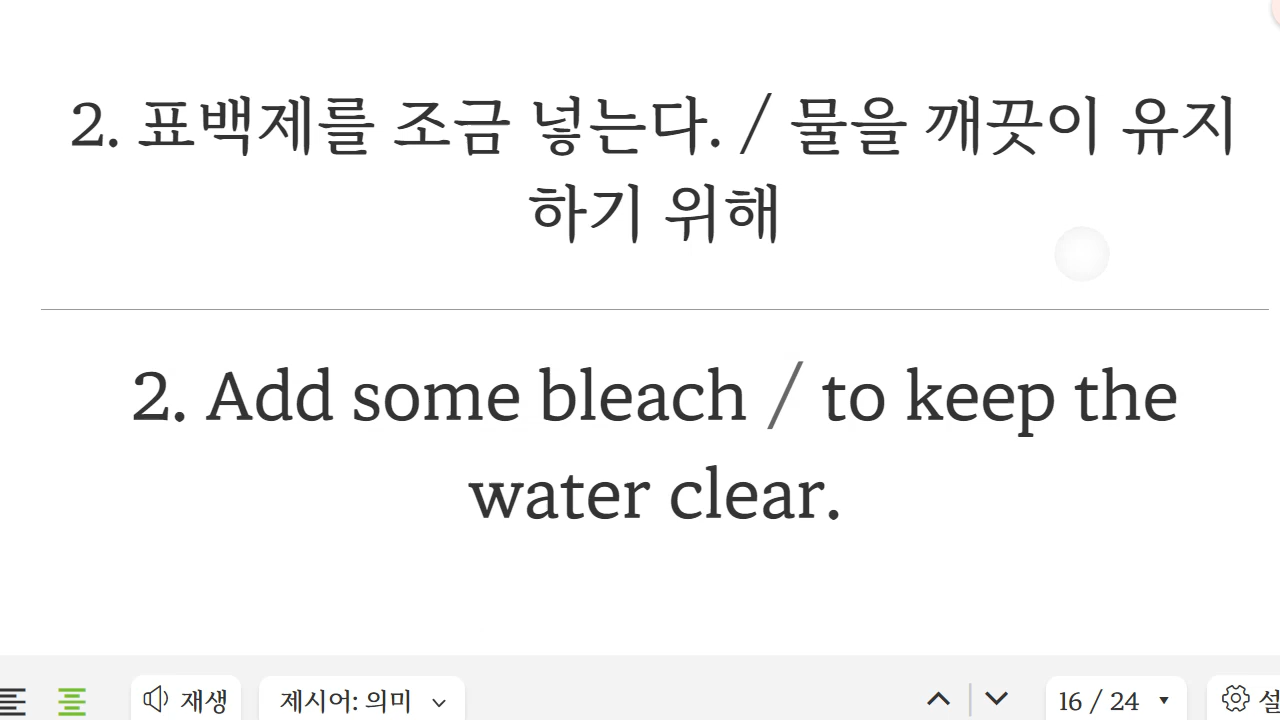 2. 표백제를 조금 넣는다. / 물을 깨끗이 유지
하기 위해
2. Add some bleach / to keep the
water clear.
재생 제시어: 의미 16 / 24 설